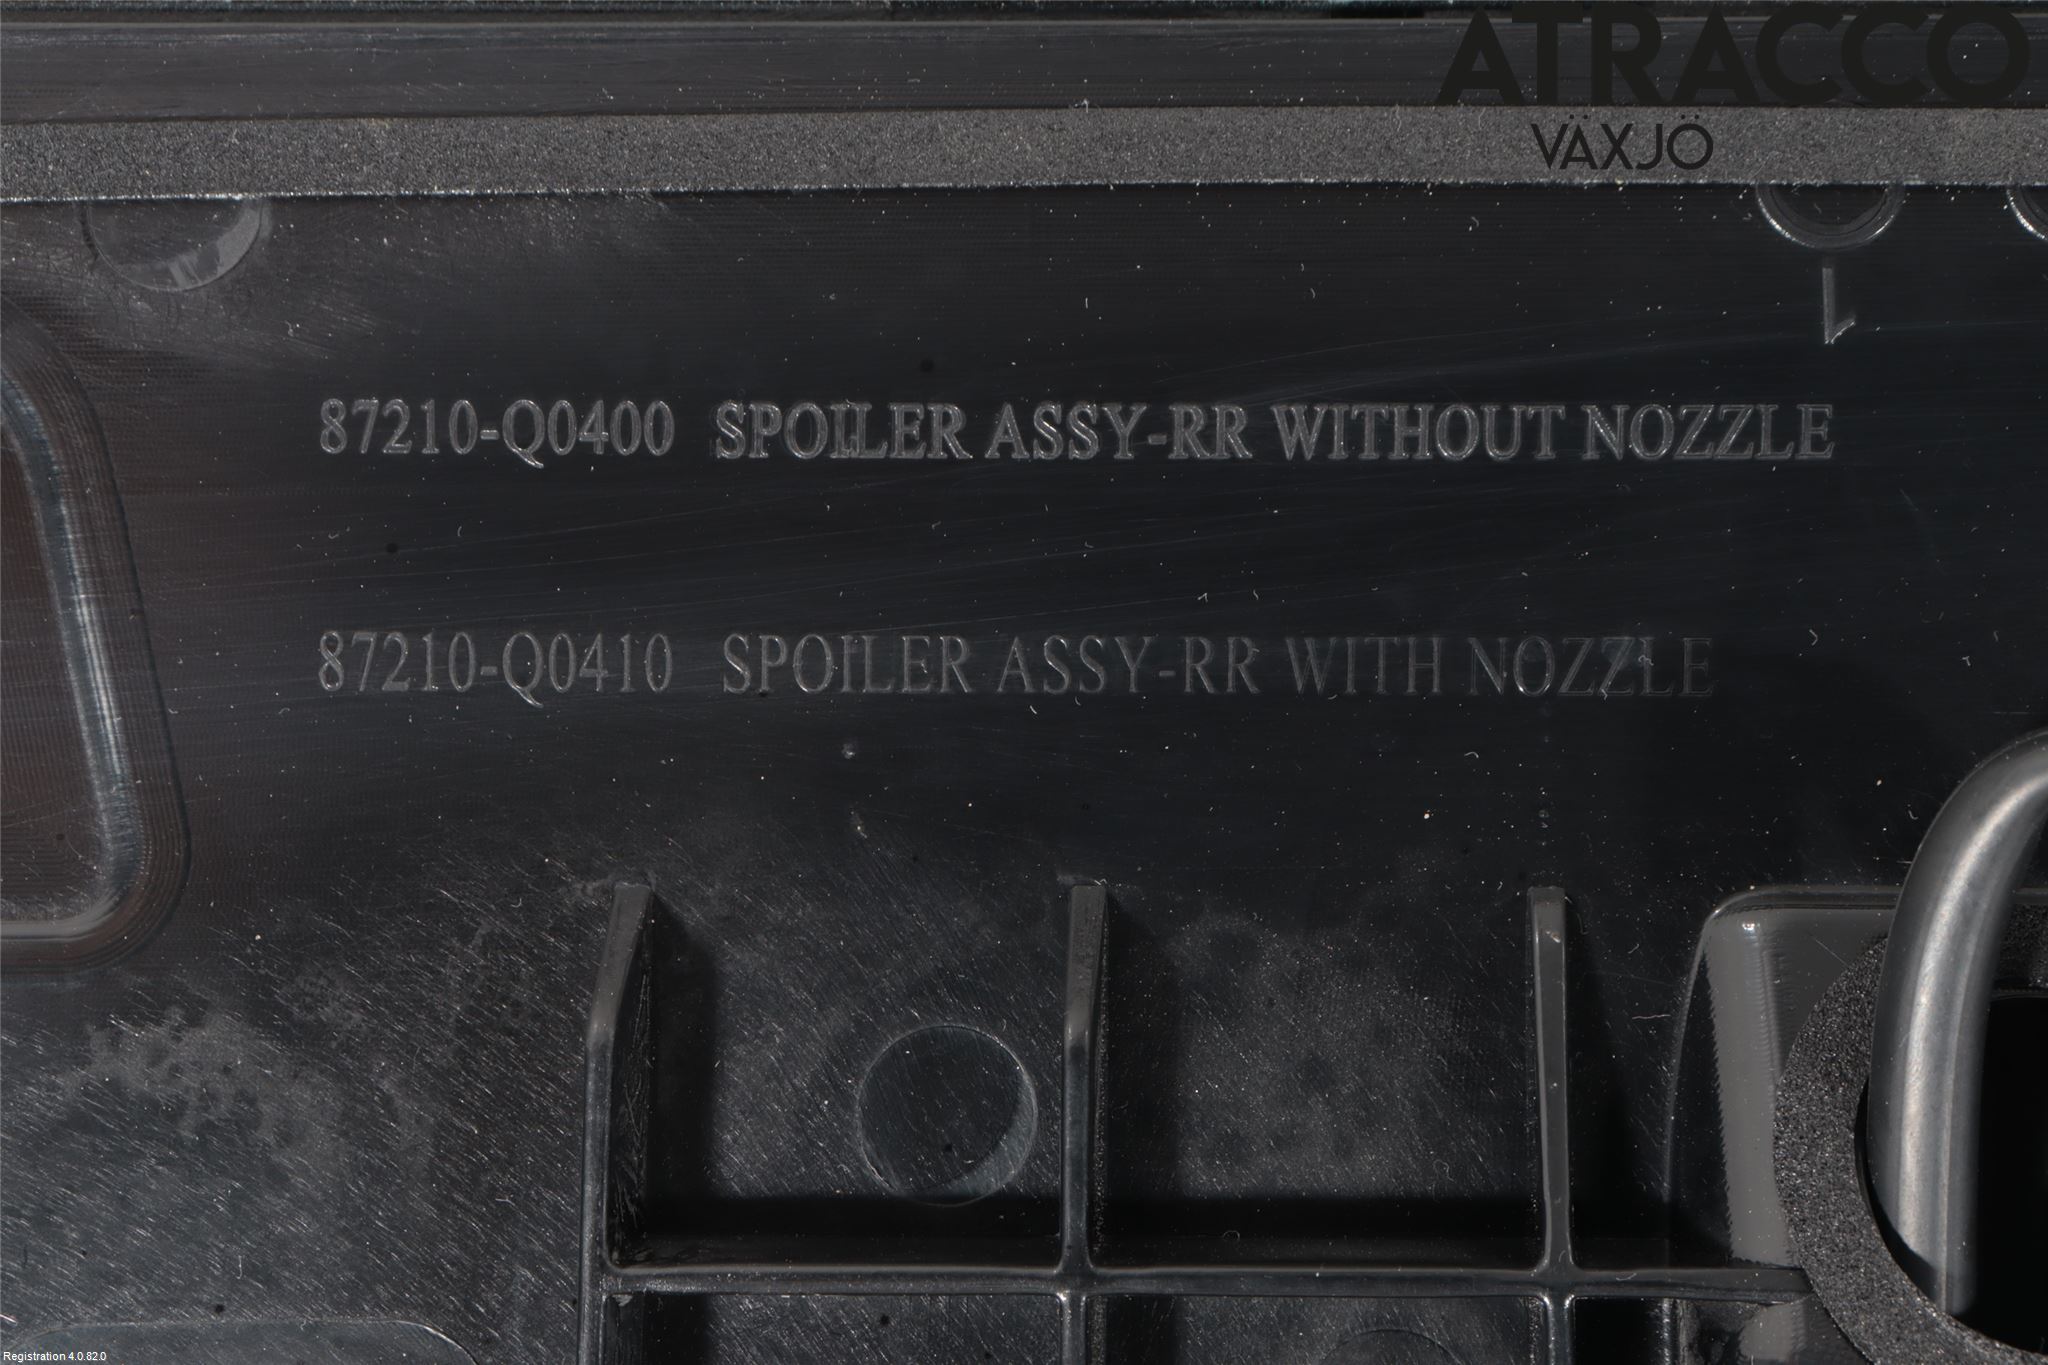 ATRACCO
VÄXJÖ
1
87210-Q0400 SPOILER ASSY-RR WITHOUT NOZZLE
87210-Q0410 SPOILER ASSY-RR WITH NOZZLE
Registration 4.0.82.0